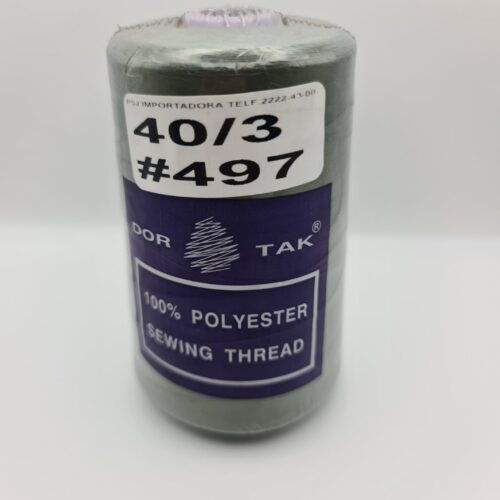 PSJ IMPORTADORA TELF.2222-43-00
40/3
#497
DOR TAK®
100% POLYESTER
SEWING THREAD